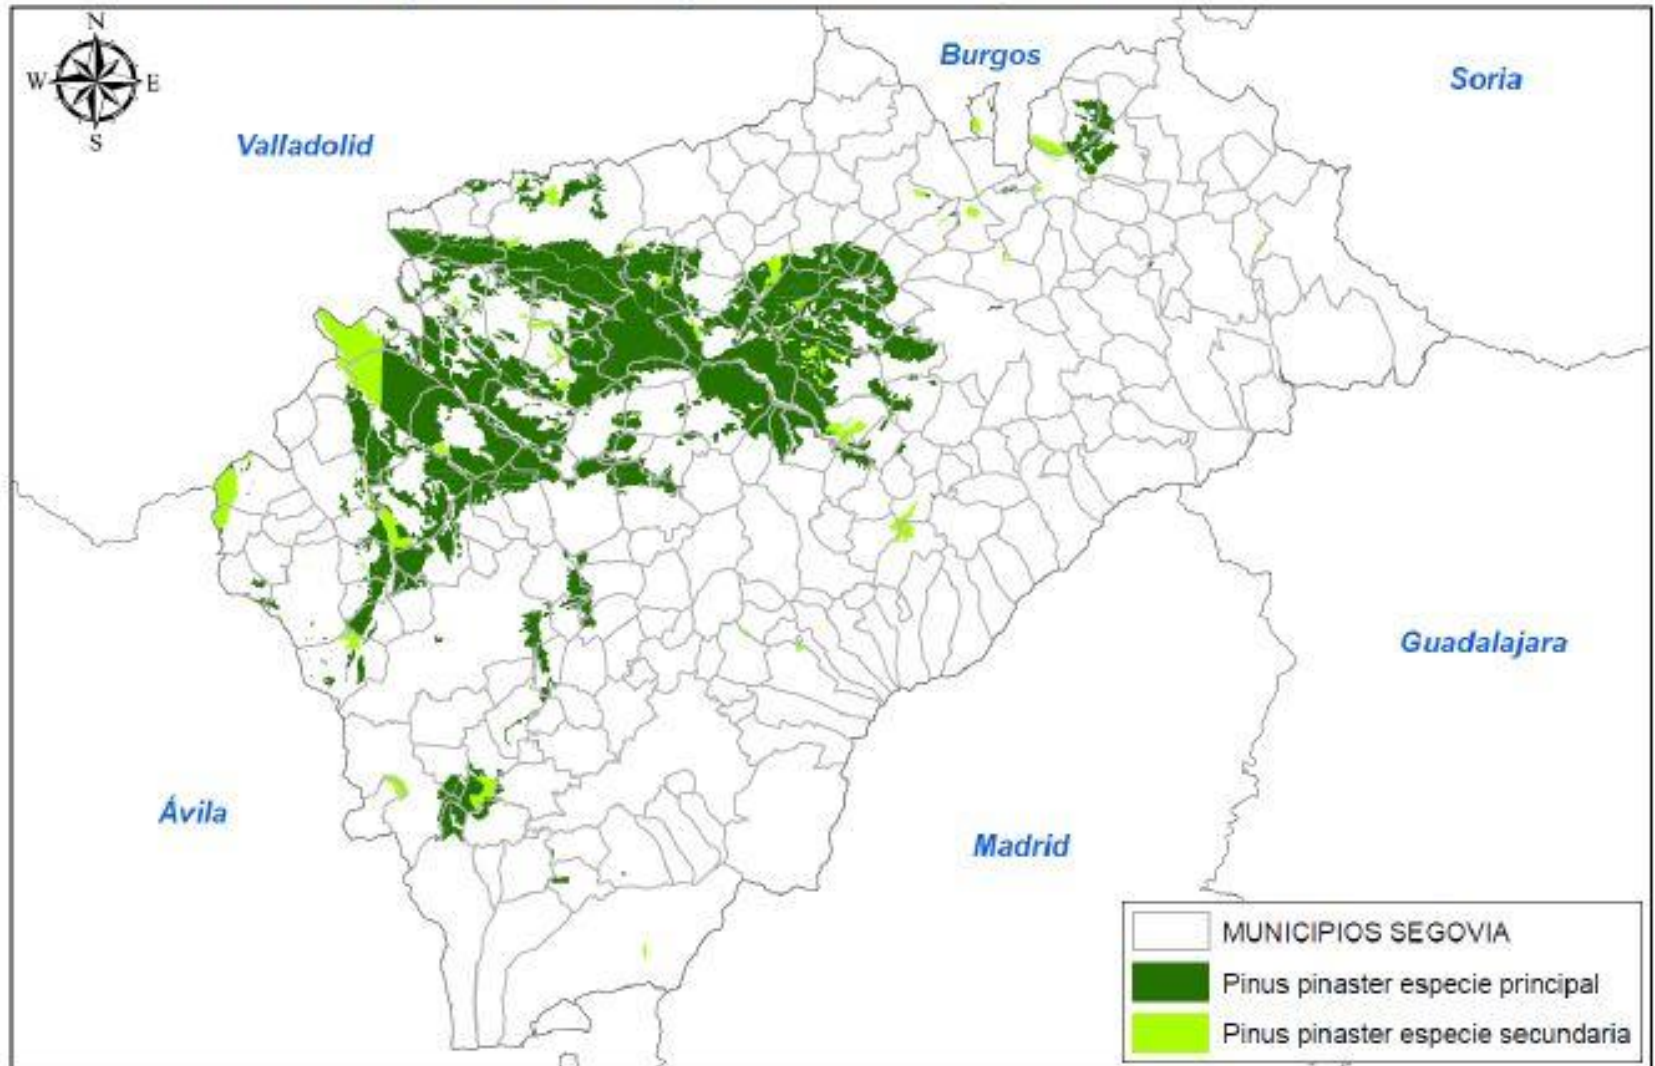 N
W E
S
Burgos
Soria
Valladolid
Guadalajara
Ávila
Madrid
MUNICIPIOS SEGOVIA
Pinus pinaster especie principal
Pinus pinaster especie secundaria